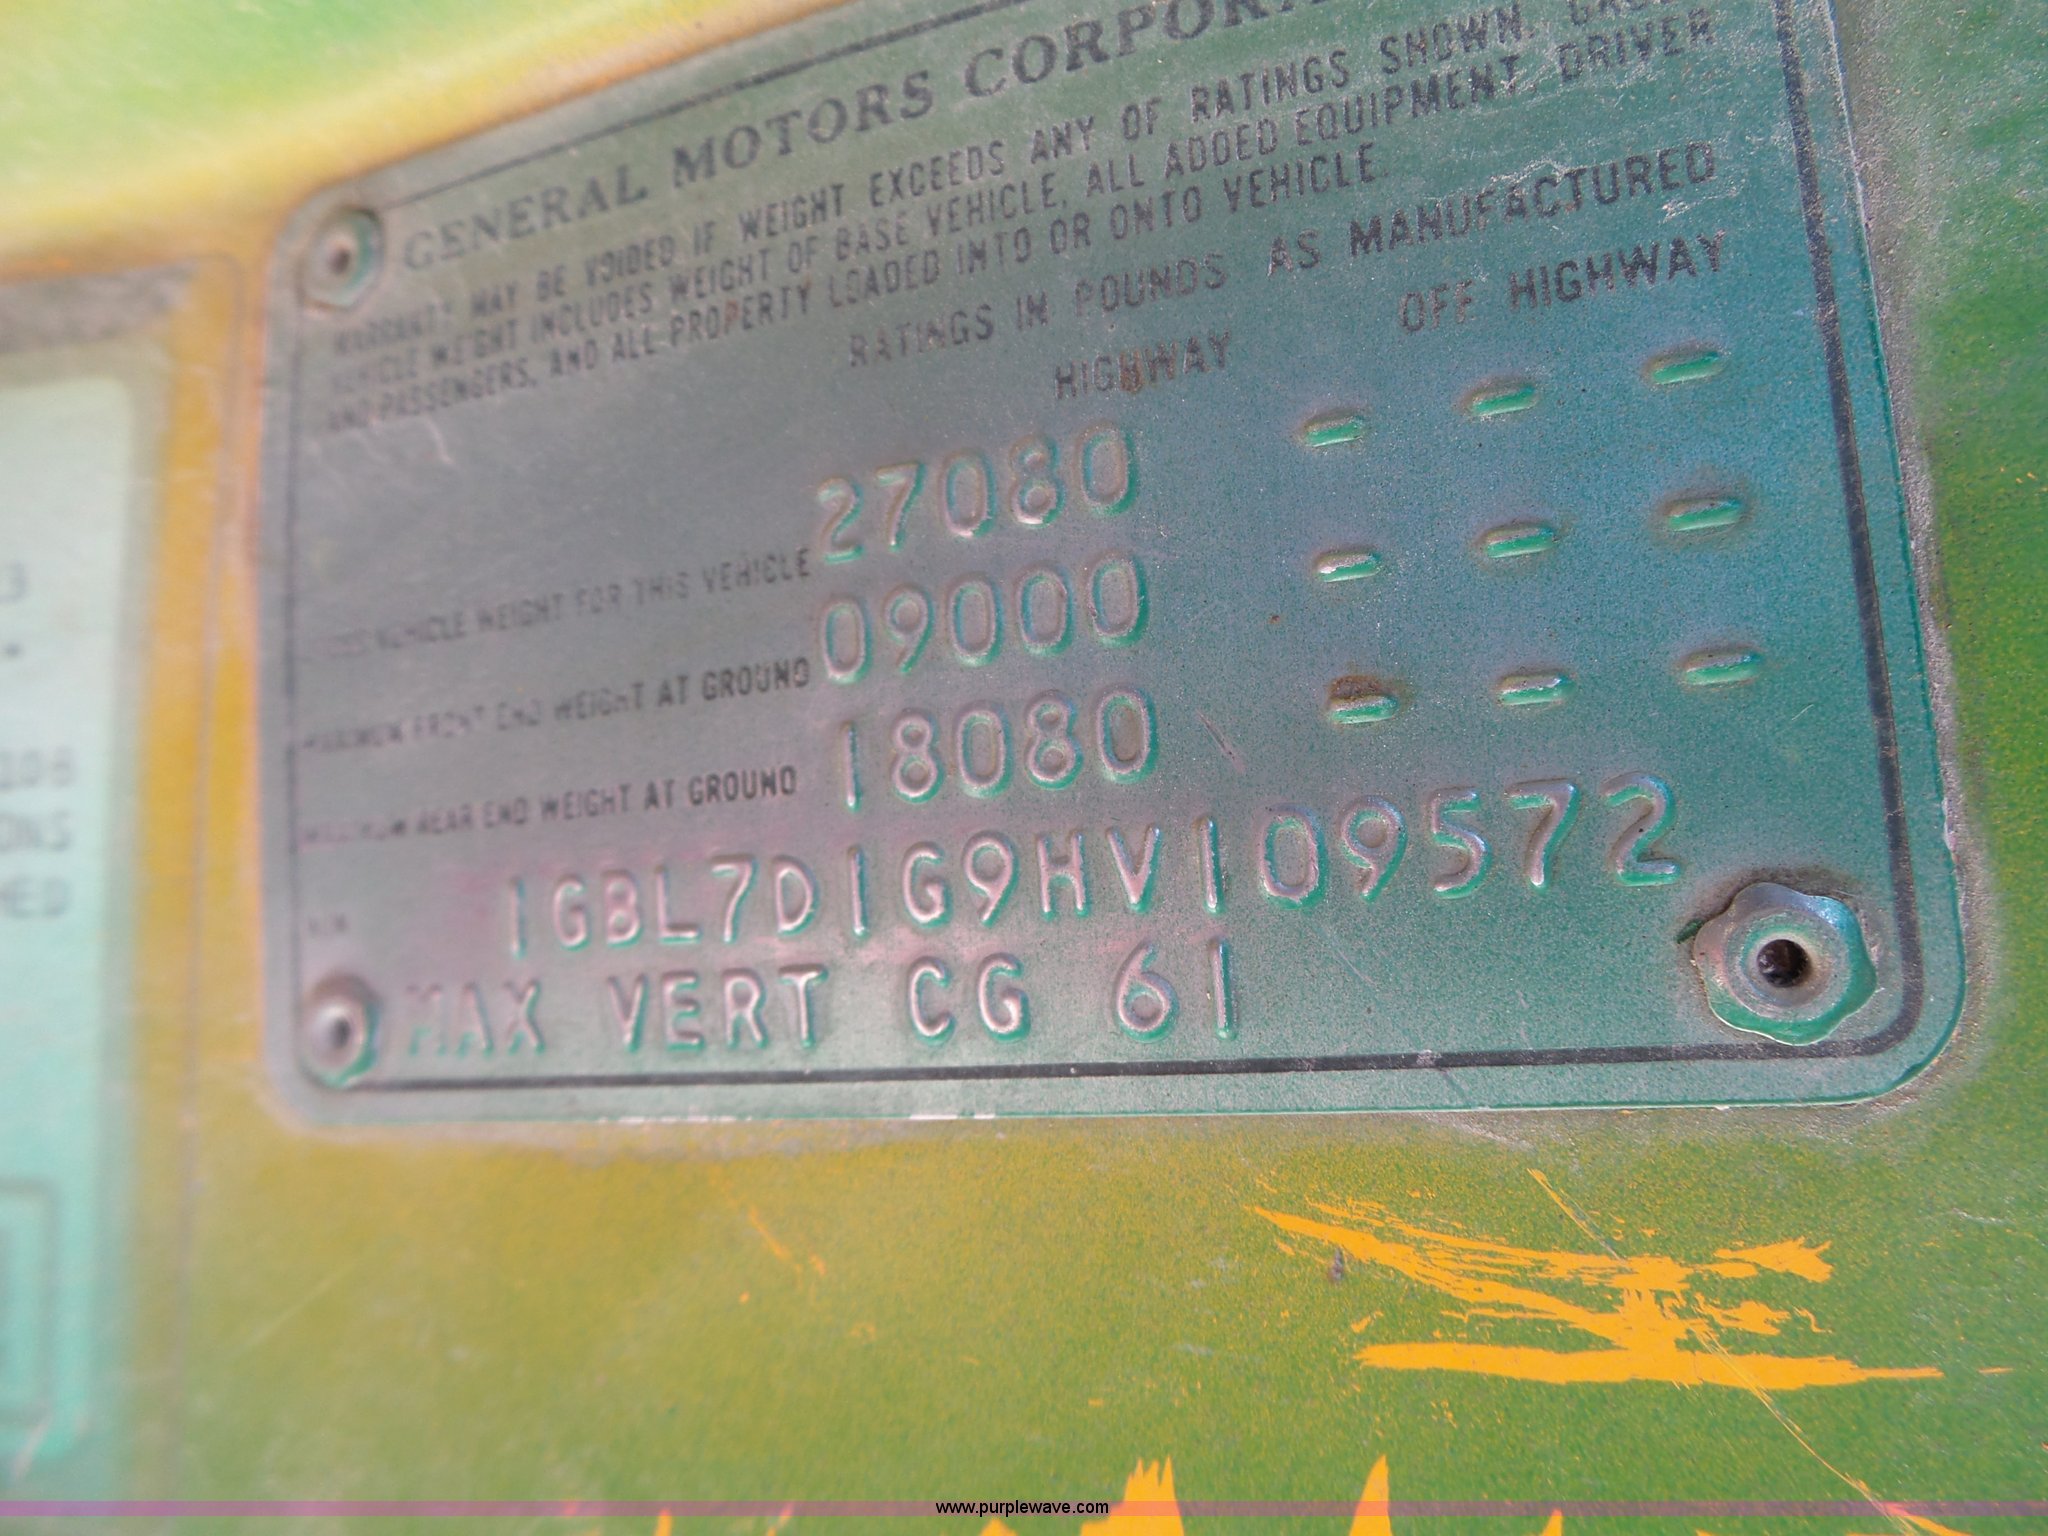 GENERAL MOTORS
WARRANTY MAY BE VOIDED IF WEIGHT EXCEEDS ANY OF RATINGS SHOWN.
VEHICLE WEIGHT INCLUDES WEIGHT OF BASE VEHICLE, ALL ADDED EQUIPMENT, DRIVER
AND PASSENGERS, AND ALL PROPERTY LOADED INTO OR ONTO VEHICLE.
RATINGS IN POUNDS AS MANUFACTURED
HIGHWAY OFF HIGHWAY
VEHICLE WEIGHT FOR THIS VEHICLE 27080 - - -
MAXIMUM FRONT END WEIGHT AT GROUND 09000 - - -
MAXIMUM REAR END WEIGHT AT GROUND 18080 - - -
1GBL7D1G9HV109572
MAX VERT CG 61
www.purplewave.com